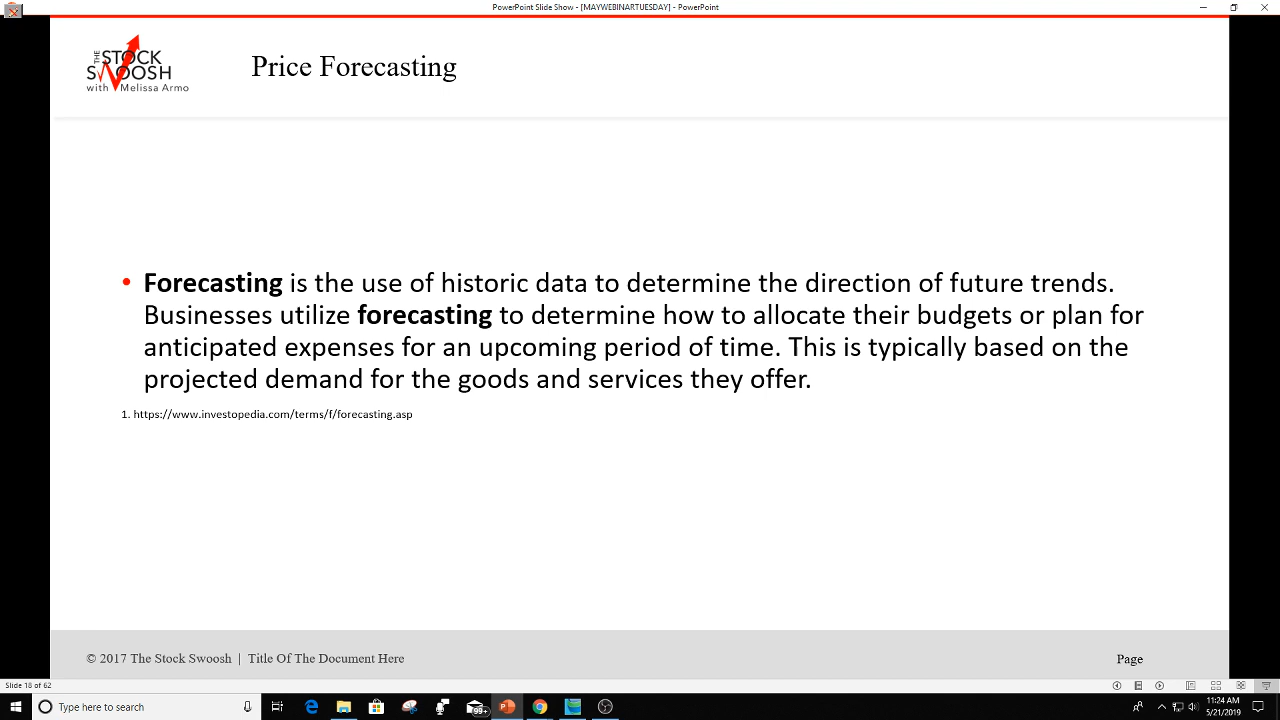 PowerPoint Slide Show - [MAYWEBINARTUESDAY] - PowerPoint
THE
STOCK
SWOOSH
with Melissa Armo
Price Forecasting
• Forecasting is the use of historic data to determine the direction of future trends.
Businesses utilize forecasting to determine how to allocate their budgets or plan for
anticipated expenses for an upcoming period of time. This is typically based on the
projected demand for the goods and services they offer.
1. https://www.investopedia.com/terms/f/forecasting.asp
© 2017 The Stock Swoosh | Title Of The Document Here
Page
Slide 18 of 62
Type here to search
99+
11:24 AM
5/21/2019